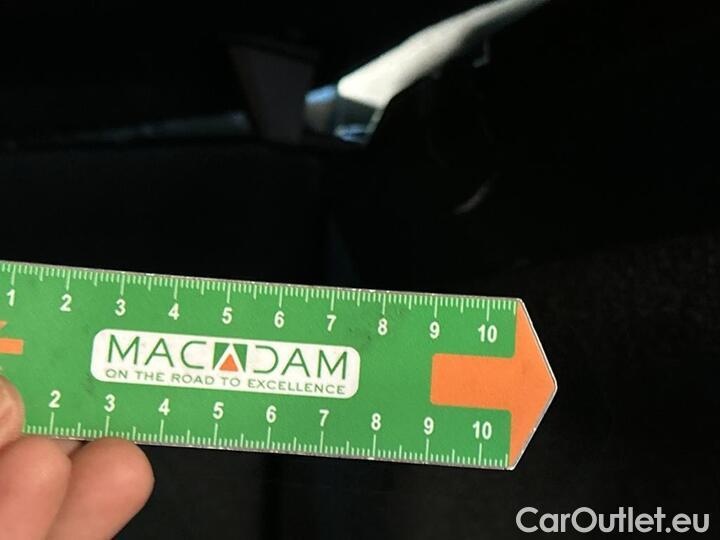 1 2 3 4 5 6 7 8 9 10
MACADAM
ON THE ROAD TO EXCELLENCE
2 3 4 5 6 7 8 9 10
CarOutlet.eu